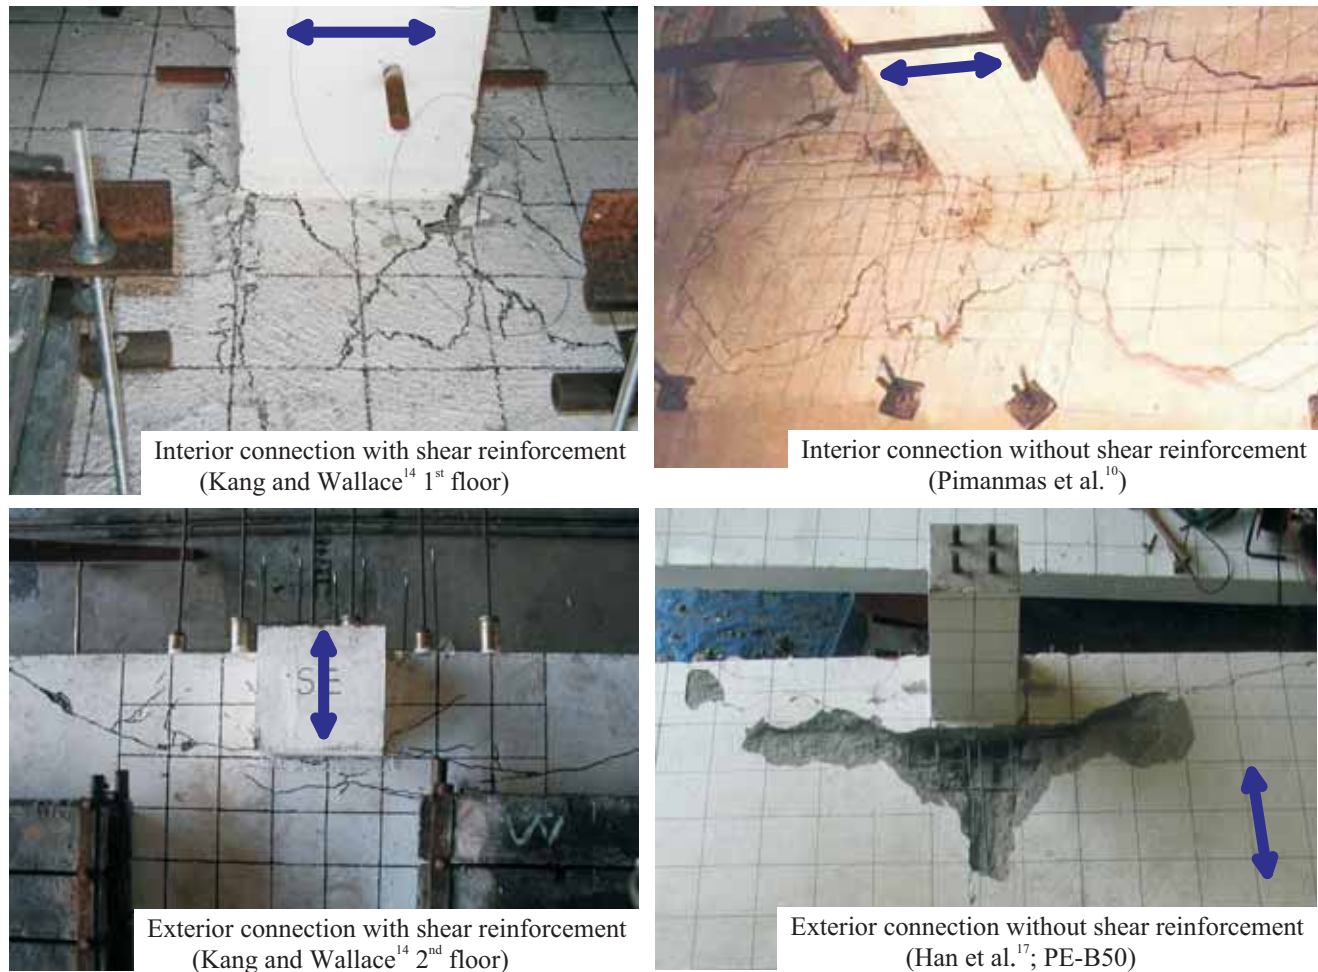 Interior connection with shear reinforcement
(Kang and Wallace14 1st floor)
Interior connection without shear reinforcement
(Pimanmas et al.10)
SE
Exterior connection with shear reinforcement
(Kang and Wallace14 2nd floor)
Exterior connection without shear reinforcement
(Han et al.17; PE-B50)